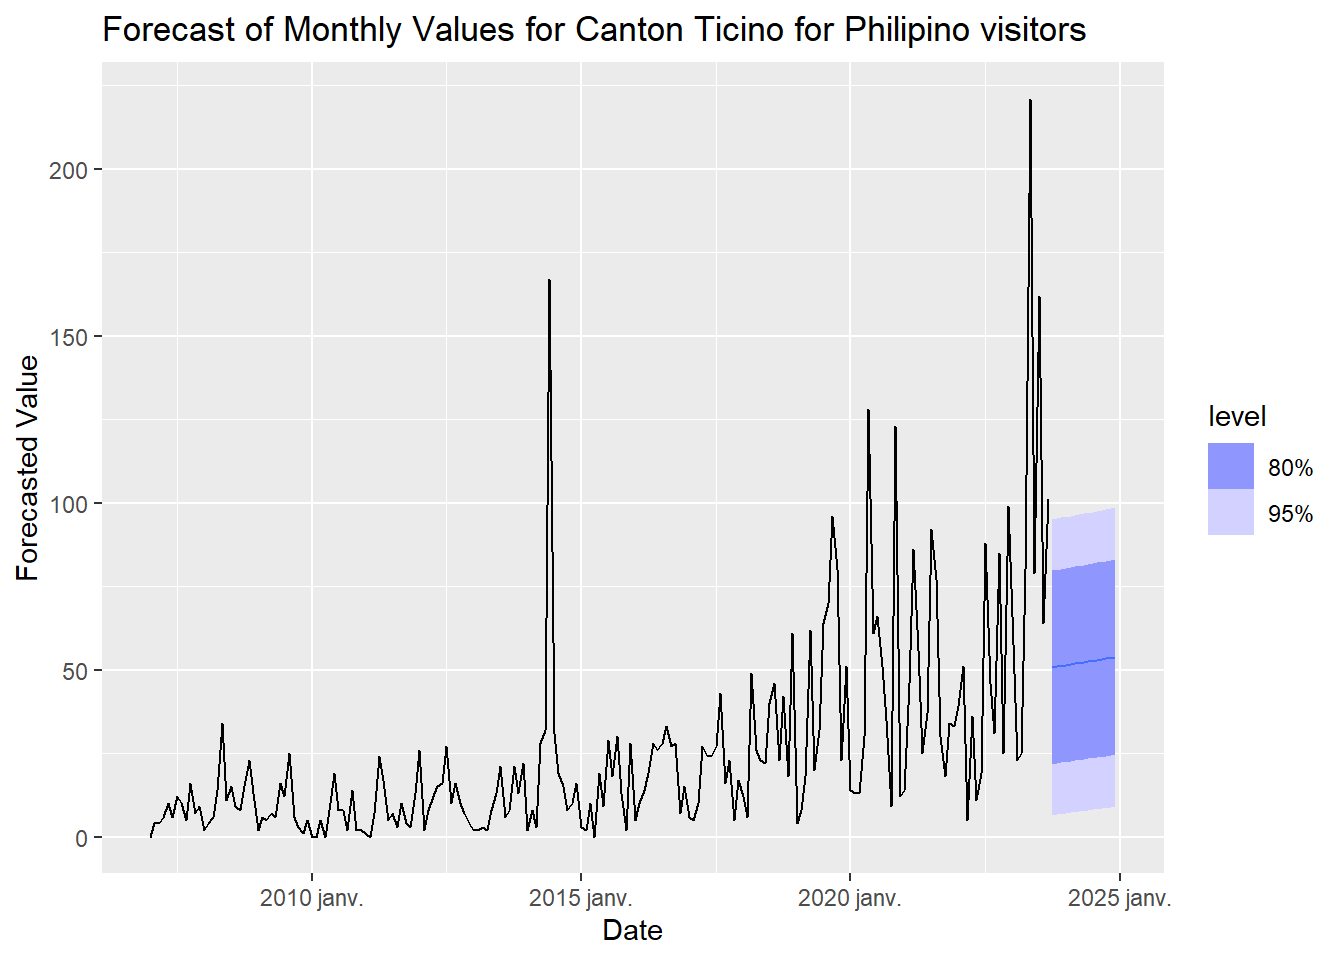 Forecast of Monthly Values for Canton Ticino for Philipino visitors
Forecasted Value
200
150
100
50
0
2010 janv.
2015 janv.
2020 janv.
2025 janv.
Date
level
80%
95%